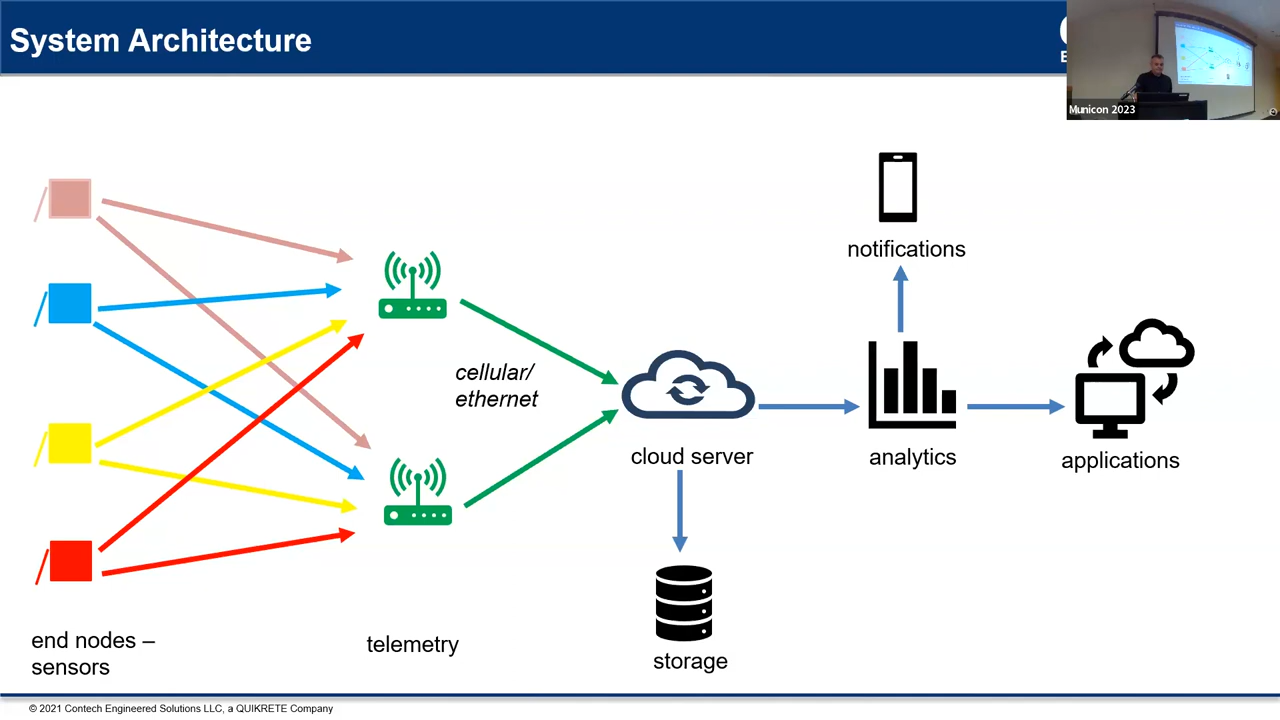 System Architecture
Municon 2023
notifications
cellular/
ethernet
cloud server
analytics
applications
end nodes –
sensors
telemetry
storage
© 2021 Contech Engineered Solutions LLC, a QUIKRETE Company